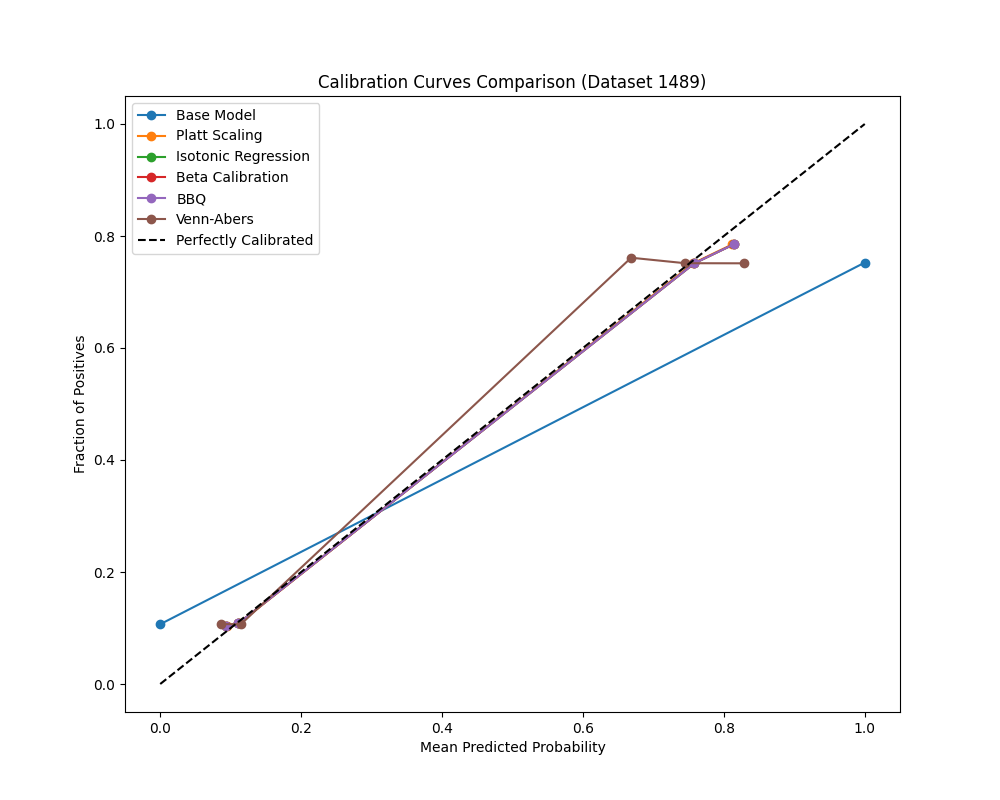 Calibration Curves Comparison (Dataset 1489)
Base Model
Platt Scaling
Isotonic Regression
Beta Calibration
BBQ
Venn-Abers
Perfectly Calibrated
1.0
0.8
0.6
0.4
0.2
0.0
Fraction of Positives
0.0 0.2 0.4 0.6 0.8 1.0
Mean Predicted Probability